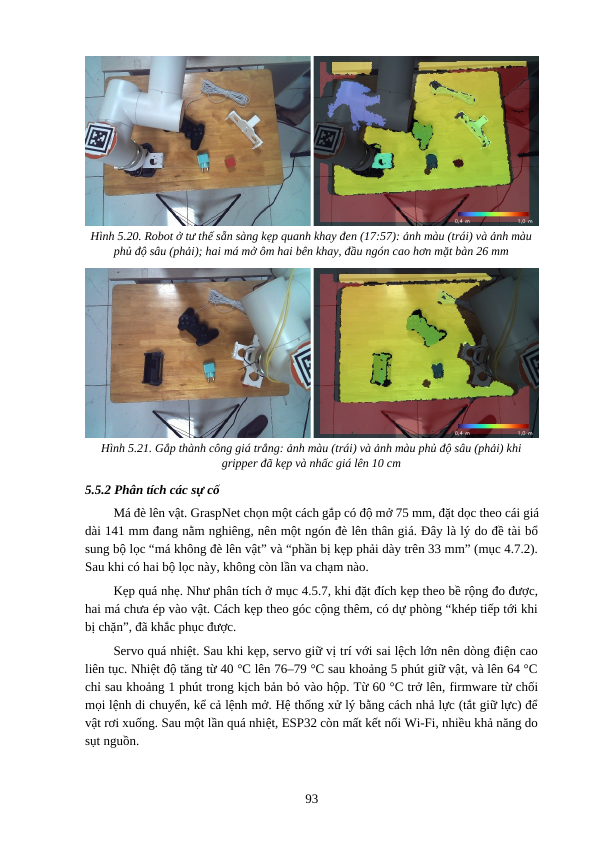 0,4 m
1,0 m
Hình 5.20. Robot ở tư thế sẵn sàng kẹp quanh khay đen (17:57): ảnh màu (trái) và ảnh màu
phủ độ sâu (phải); hai má mở ôm hai bên khay, đầu ngón cao hơn mặt bàn 26 mm
0,4 m
1,0 m
Hình 5.21. Gắp thành công giá trắng: ảnh màu (trái) và ảnh màu phủ độ sâu (phải) khi
gripper đã kẹp và nhấc giá lên 10 cm
5.5.2 Phân tích các sự cố
Má đè lên vật. GraspNet chọn một cách gắp có độ mở 75 mm, đặt dọc theo cái giá
dài 141 mm đang nằm nghiêng, nên một ngón đè lên thân giá. Đây là lý do đề tài bổ
sung bộ lọc “má không đè lên vật” và “phần bị kẹp phải dày trên 33 mm” (mục 4.7.2).
Sau khi có hai bộ lọc này, không còn lần va chạm nào.
Kẹp quá nhẹ. Như phân tích ở mục 4.5.7, khi đặt đích kẹp theo bề rộng đo được,
hai má chưa ép vào vật. Cách kẹp theo góc cộng thêm, có dự phòng “khép tiếp tới khi
bị chặn”, đã khắc phục được.
Servo quá nhiệt. Sau khi kẹp, servo giữ vị trí với sai lệch lớn nên dòng điện cao
liên tục. Nhiệt độ tăng từ 40 °C lên 76–79 °C sau khoảng 5 phút giữ vật, và lên 64 °C
chỉ sau khoảng 1 phút trong kịch bản bỏ vào hộp. Từ 60 °C trở lên, firmware từ chối
mọi lệnh di chuyển, kể cả lệnh mở. Hệ thống xử lý bằng cách nhả lực (tắt giữ lực) để
vật rơi xuống. Sau một lần quá nhiệt, ESP32 còn mất kết nối Wi-Fi, nhiều khả năng do
sụt nguồn.
93